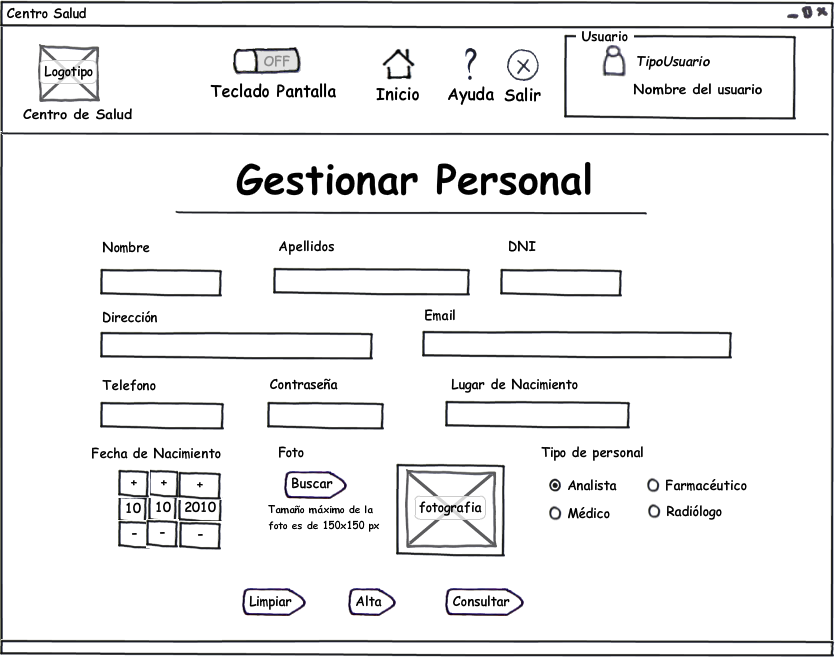 Centro Salud
Logotipo
Centro de Salud
OFF
Teclado Pantalla
Inicio
?
Ayuda
Salir
Usuario
TipoUsuario
Nombre del usuario
Gestionar Personal
Nombre
Apellidos
DNI
Dirección
Email
Telefono
Contraseña
Lugar de Nacimiento
Fecha de Nacimiento
+ + +
10 10 2010
- - -
Foto
Buscar
Tamaño máximo de la
foto es de 150x150 px
fotografia
Tipo de personal
Analista
Farmacéutico
Médico
Radiólogo
Limpiar
Alta
Consultar